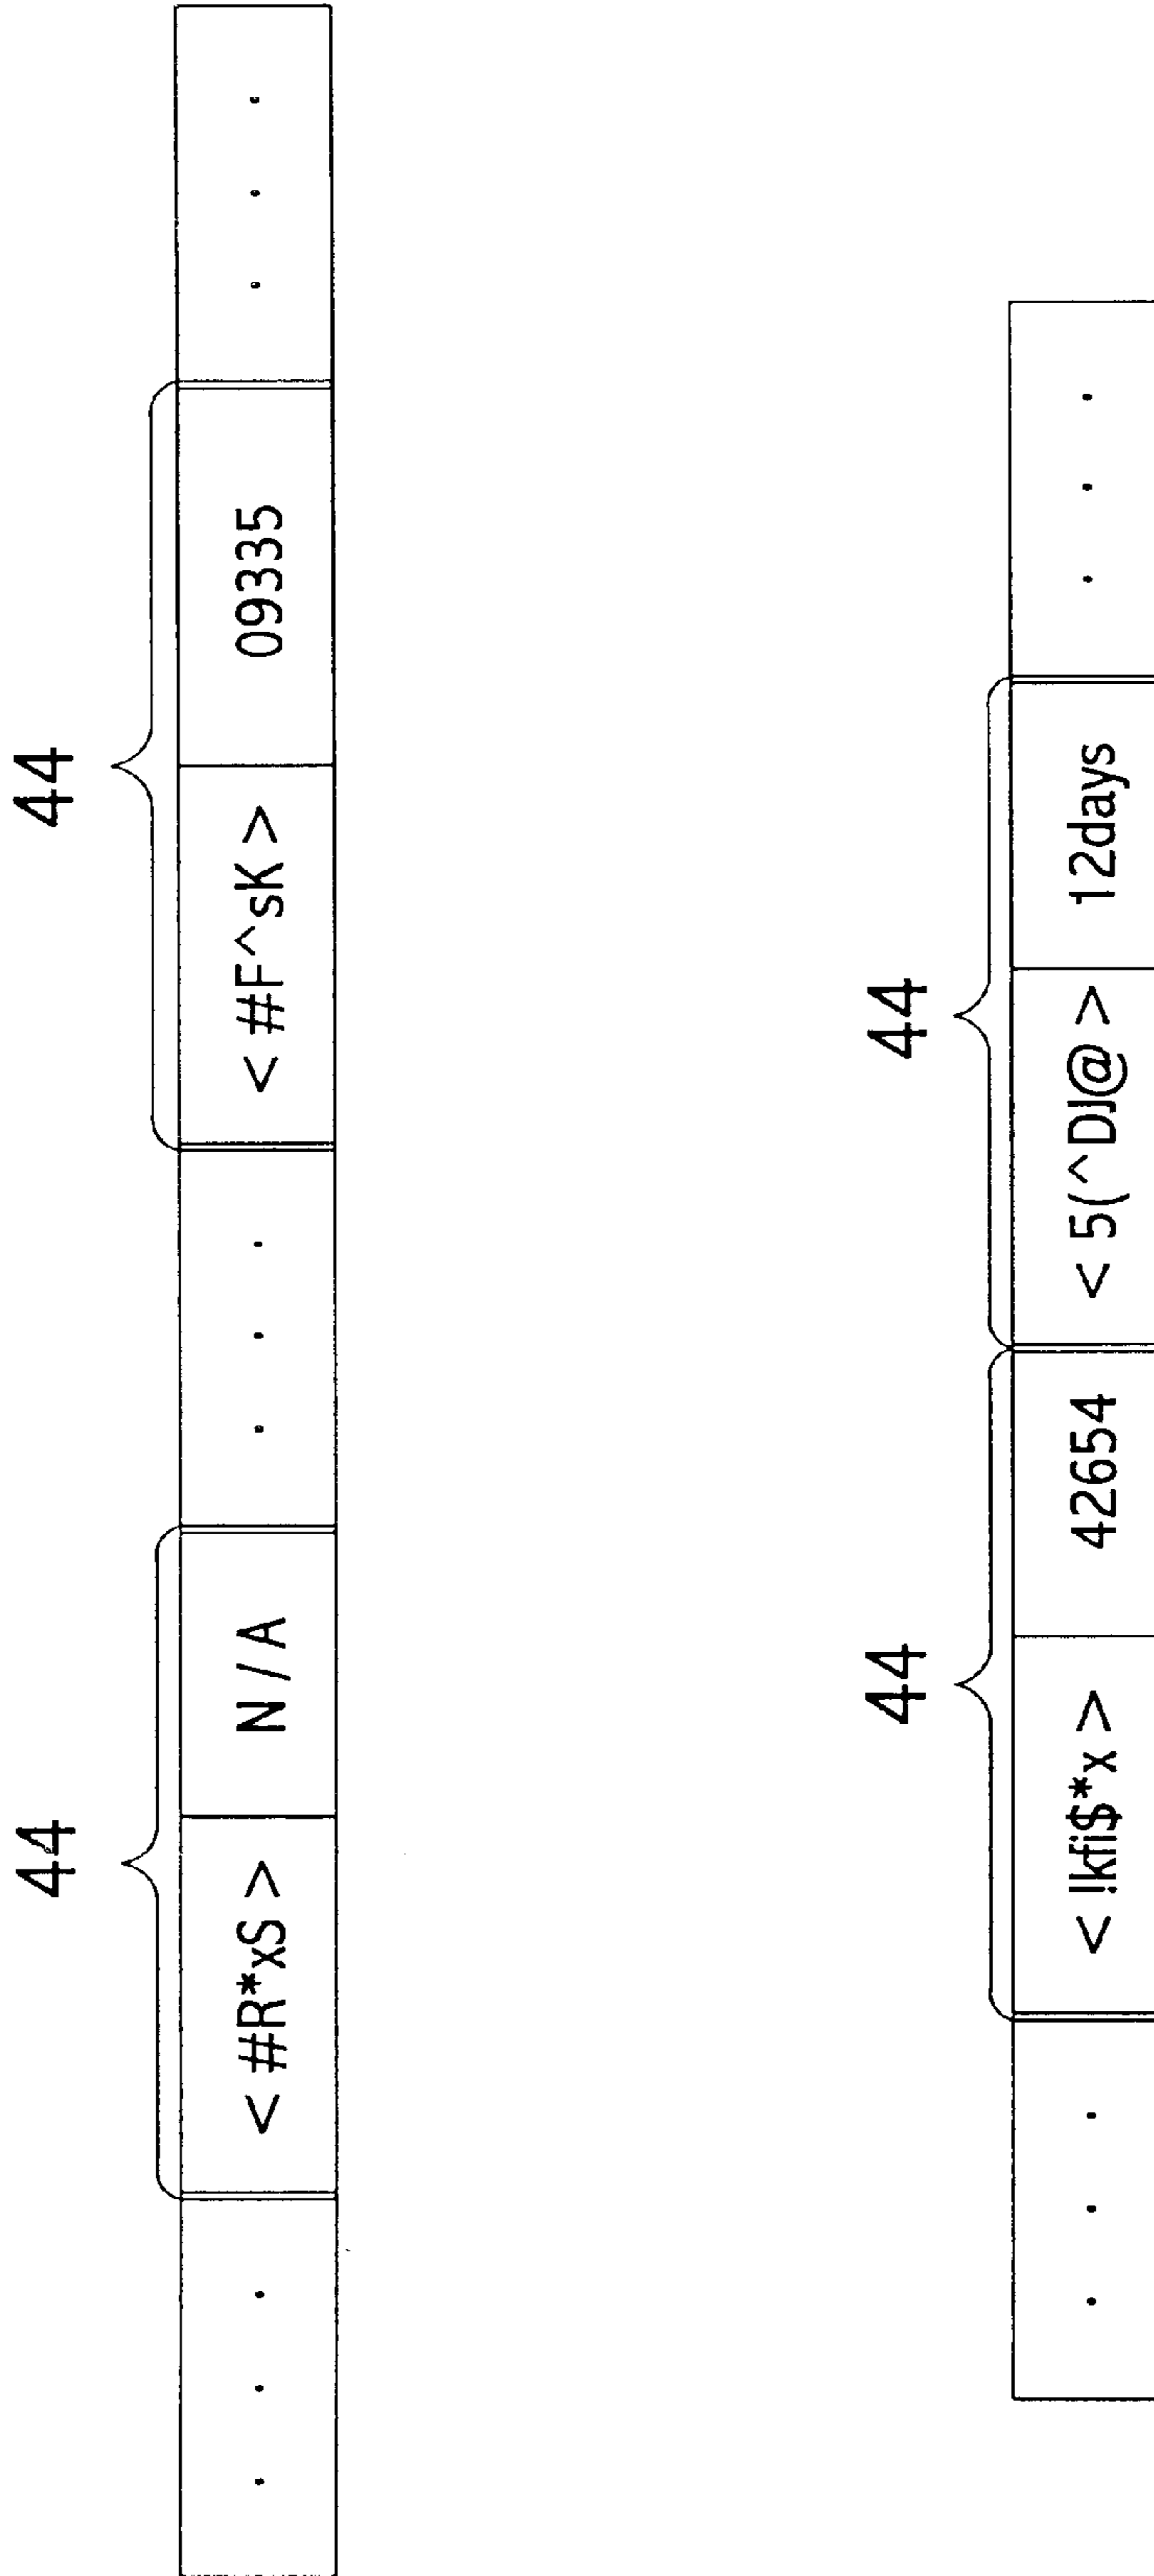 44 44
. . . < #R*xS > N / A . . . < #F^sK > 09335 . . .
44 44
. . . < !kfi$*x > 42654 < 5(^DJ@ > 12days . . .